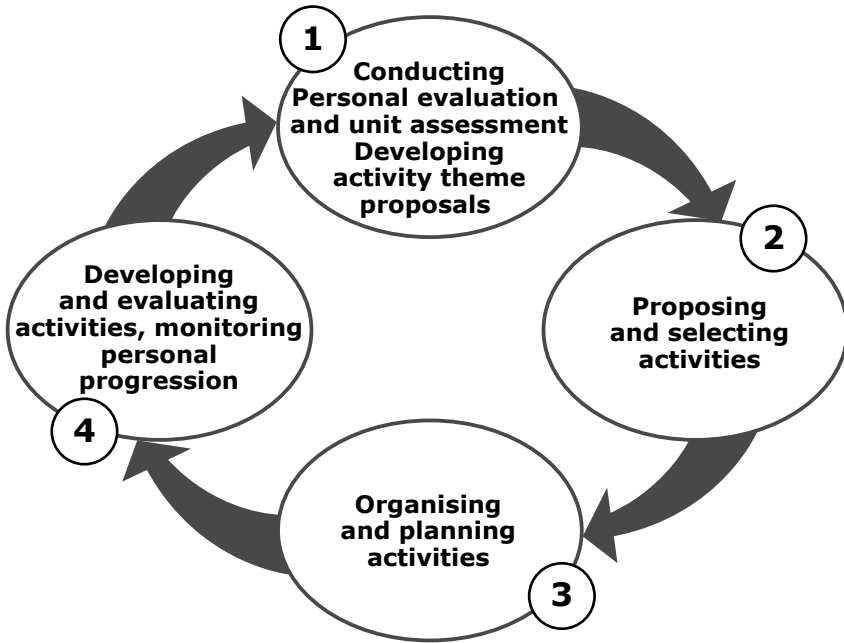 1
Conducting
Personal evaluation
and unit assessment
Developing
activity theme
proposals
2
Proposing
and selecting
activities
3
Organising
and planning
activities
4
Developing
and evaluating
activities, monitoring
personal
progression